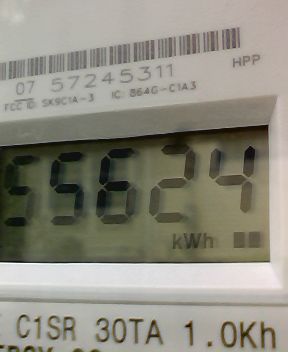 07 57245311
HPP
FCC ID: SK9C1A-3 IC: 864G-C1A3
55624
kWh
C1SR 30TA 1.0Kh